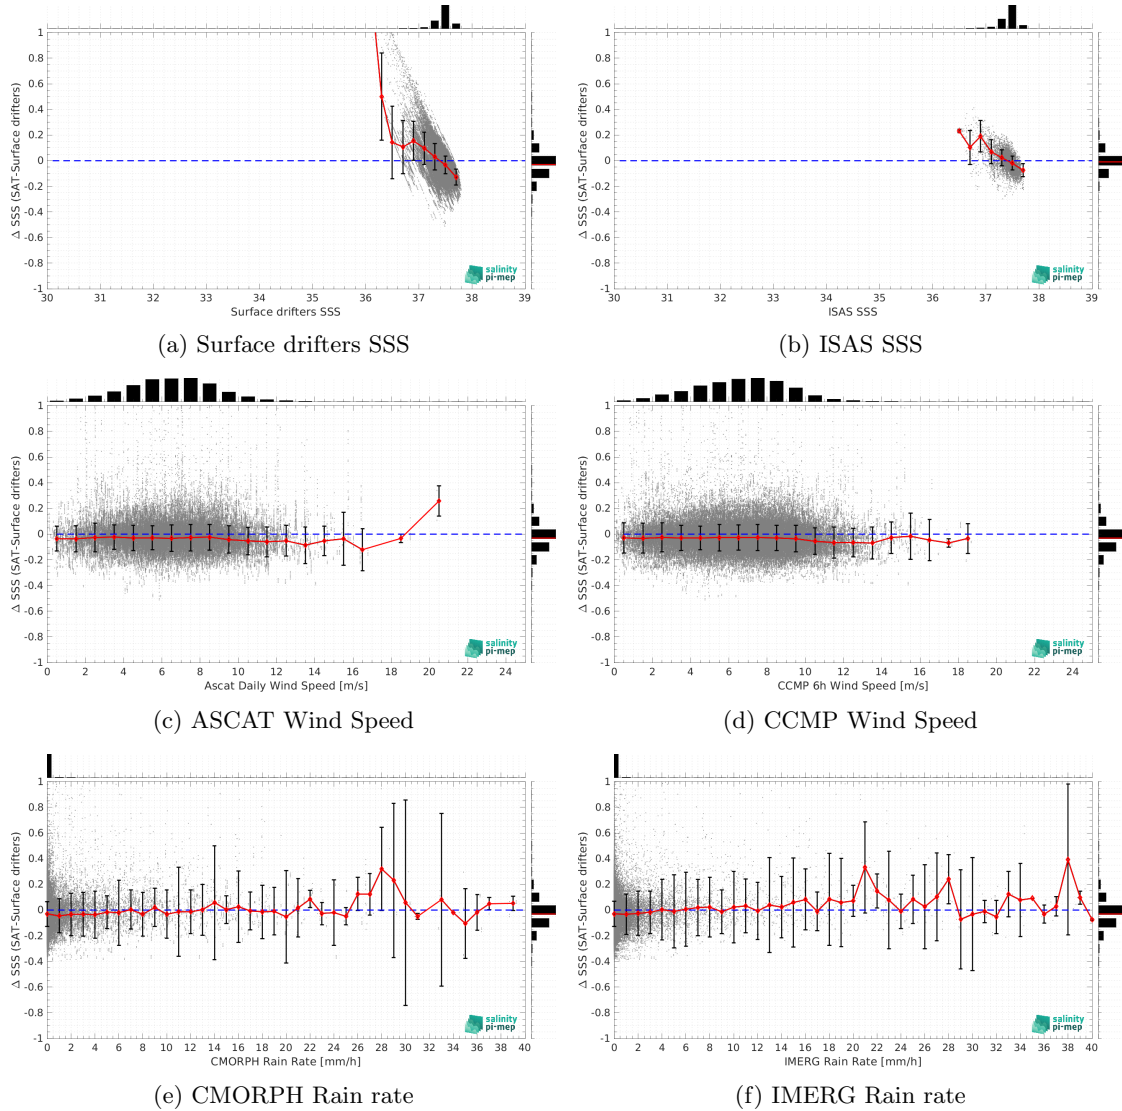 1
0.8
0.6
0.4
0.2
0
-0.2
-0.4
-0.6
-0.8
-1
Δ SSS (SAT-Surface drifters)
salinity
pi-mep
30 31 32 33 34 35 36 37 38 39
Surface drifters SSS
(a) Surface drifters SSS
1
0.8
0.6
0.4
0.2
0
-0.2
-0.4
-0.6
-0.8
-1
Δ SSS (SAT-Surface drifters)
salinity
pi-mep
30 31 32 33 34 35 36 37 38 39
ISAS SSS
(b) ISAS SSS
1
0.8
0.6
0.4
0.2
0
-0.2
-0.4
-0.6
-0.8
-1
Δ SSS (SAT-Surface drifters)
salinity
pi-mep
0 2 4 6 8 10 12 14 16 18 20 22 24
Ascat Daily Wind Speed [m/s]
(c) ASCAT Wind Speed
1
0.8
0.6
0.4
0.2
0
-0.2
-0.4
-0.6
-0.8
-1
Δ SSS (SAT-Surface drifters)
salinity
pi-mep
0 2 4 6 8 10 12 14 16 18 20 22 24
CCMP 6h Wind Speed [m/s]
(d) CCMP Wind Speed
1
0.8
0.6
0.4
0.2
0
-0.2
-0.4
-0.6
-0.8
-1
Δ SSS (SAT-Surface drifters)
salinity
pi-mep
0 2 4 6 8 10 12 14 16 18 20 22 24 26 28 30 32 34 36 38 40
CMORPH Rain Rate [mm/h]
(e) CMORPH Rain rate
1
0.8
0.6
0.4
0.2
0
-0.2
-0.4
-0.6
-0.8
-1
Δ SSS (SAT-Surface drifters)
salinity
pi-mep
0 2 4 6 8 10 12 14 16 18 20 22 24 26 28 30 32 34 36 38 40
IMERG Rain Rate [mm/h]
(f) IMERG Rain rate